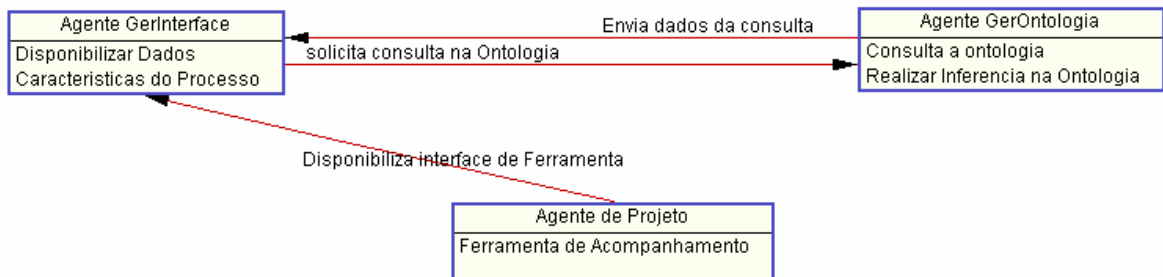 Agente GerInterface
Disponibilizar Dados
Caracteristicas do Processo
Envia dados da consulta
solicita consulta na Ontologia
Agente GerOntologia
Consulta a ontologia
Realizar Inferencia na Ontologia
Disponibiliza interface de Ferramenta
Agente de Projeto
Ferramenta de Acompanhamento